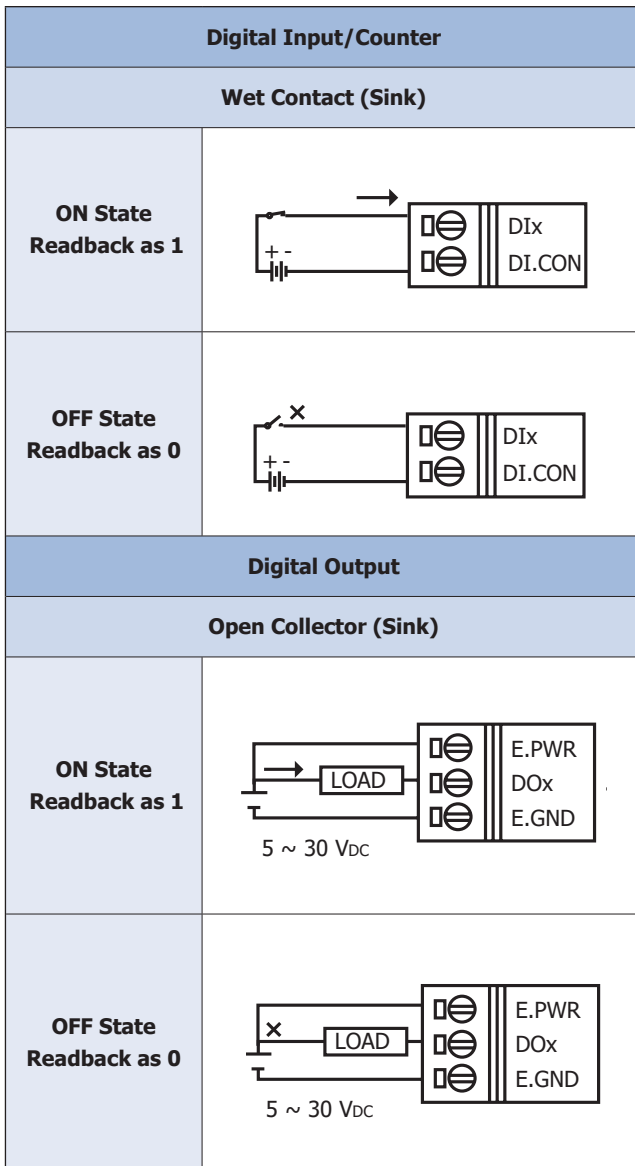 Digital Input/Counter
Wet Contact (Sink)
ON State
Readback as 1
+ -
DIx
DI.CON
OFF State
Readback as 0
+ -
DIx
DI.CON
Digital Output
Open Collector (Sink)
ON State
Readback as 1
LOAD
5 ~ 30 VDC
E.PWR
DOx
E.GND
OFF State
Readback as 0
LOAD
5 ~ 30 VDC
E.PWR
DOx
E.GND